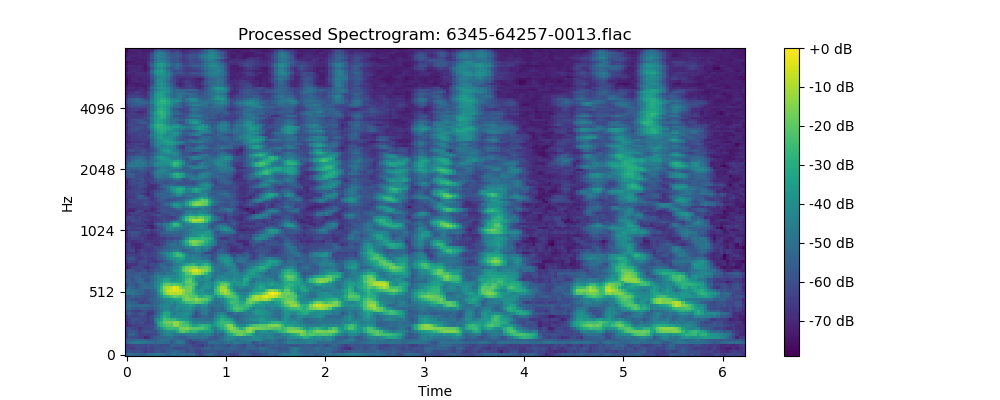 Processed Spectrogram: 6345-64257-0013.flac
+0 dB
-10 dB
-20 dB
-30 dB
-40 dB
-50 dB
-60 dB
-70 dB
Hz
4096
2048
1024
512
0
0 1 2 3 4 5 6
Time